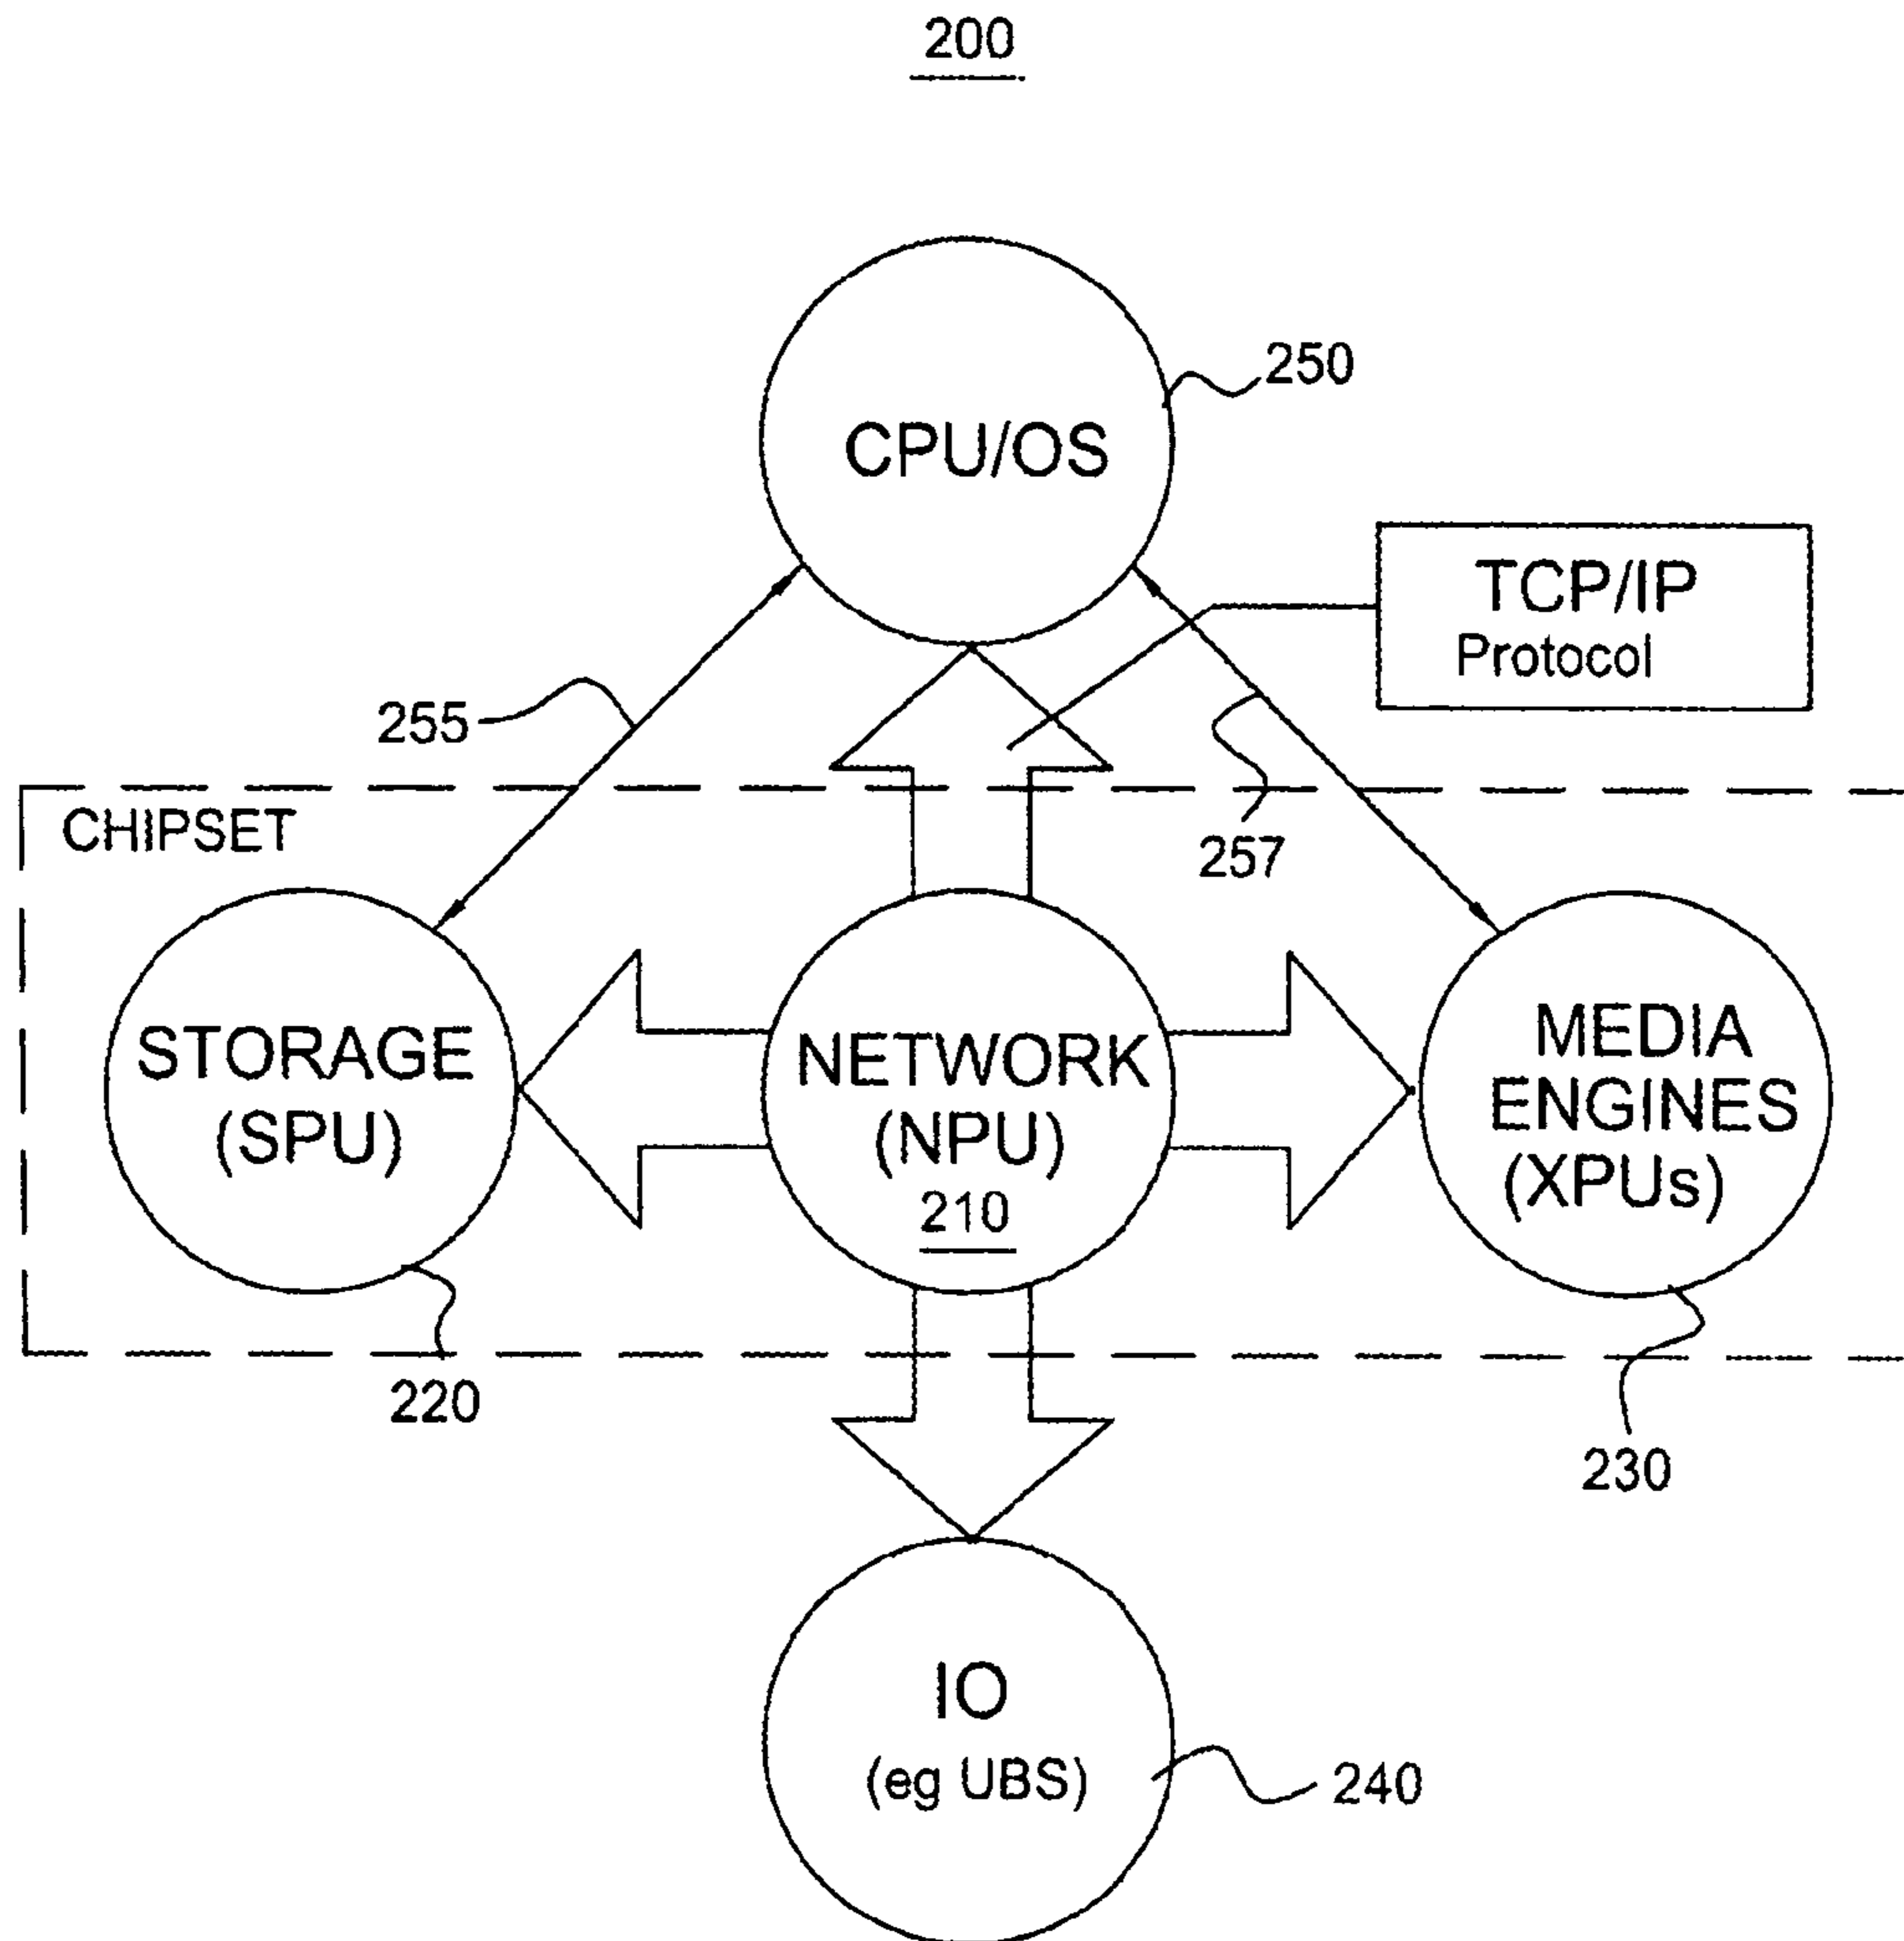 200
CPU/OS
250
TCP/IP
Protocol
255
257
CHIPSET
STORAGE
(SPU)
NETWORK
(NPU)
210
MEDIA
ENGINES
(XPUs)
220
230
IO
(eg UBS)
240